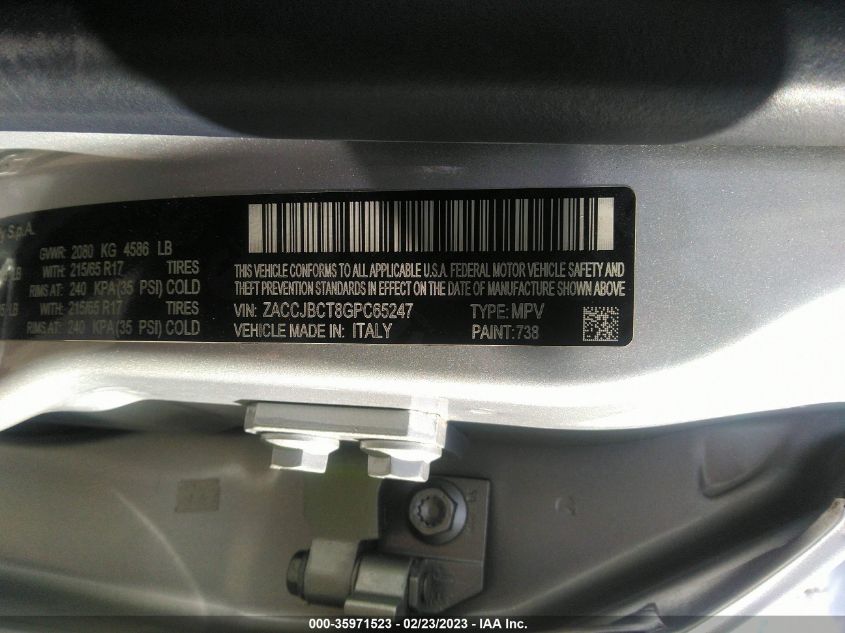 S.p.A.
GVWR: 2080 KG 4586 LB
WITH: 215/65 R17 TIRES
LB RIMS AT: 240 KPA(35 PSI) COLD
LB WITH: 215/65 R17 TIRES
RIMS AT: 240 KPA(35 PSI) COLD
THIS VEHICLE CONFORMS TO ALL APPLICABLE U.S.A. FEDERAL MOTOR VEHICLE SAFETY AND
THEFT PREVENTION STANDARDS IN EFFECT ON THE DATE OF MANUFACTURE SHOWN ABOVE.
VIN: ZACCJBCT8GPC65247 TYPE: MPV
VEHICLE MADE IN: ITALY PAINT:738
000-35971523 - 02/23/2023 - IAA Inc.